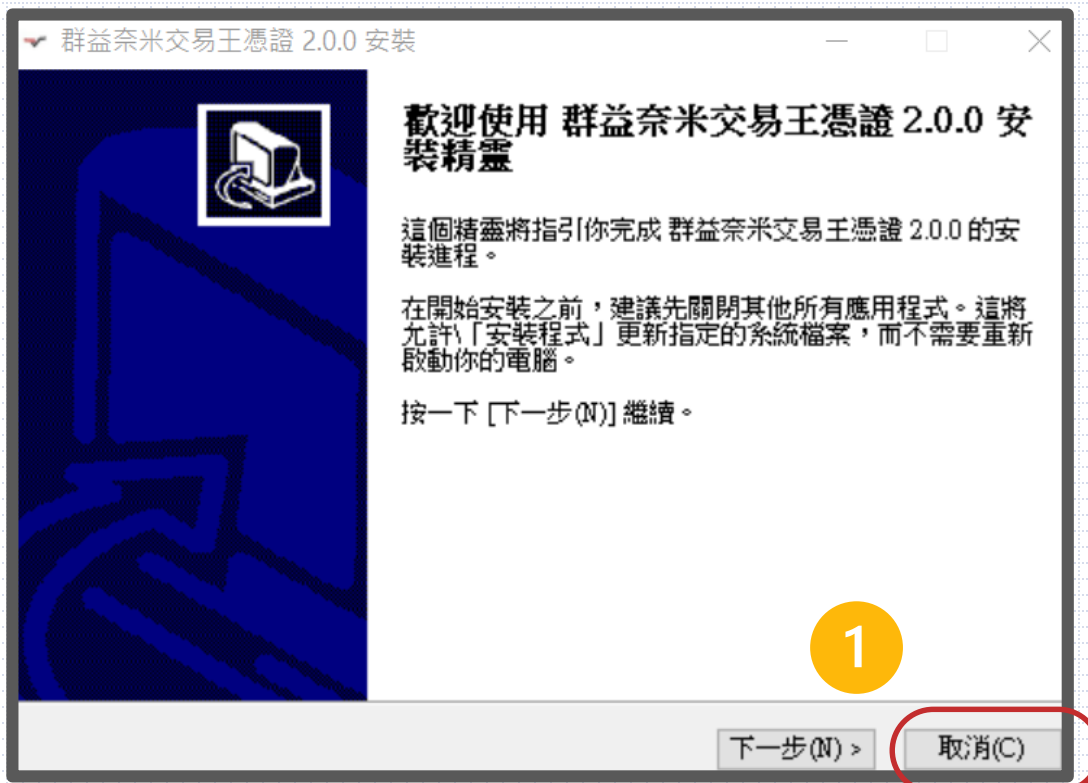 群益奈米交易王憑證 2.0.0 安裝
歡迎使用 群益奈米交易王憑證 2.0.0 安
裝精靈
這個精靈將指引你完成 群益奈米交易王憑證 2.0.0 的安
裝進程。
在開始安裝之前，建議先關閉其他所有應用程式。這將
允許\「安裝程式」更新指定的系統檔案，而不需要重新
啟動你的電腦。
按一下 [下一步(N)] 繼續。
1
下一步(N) >
取消(C)